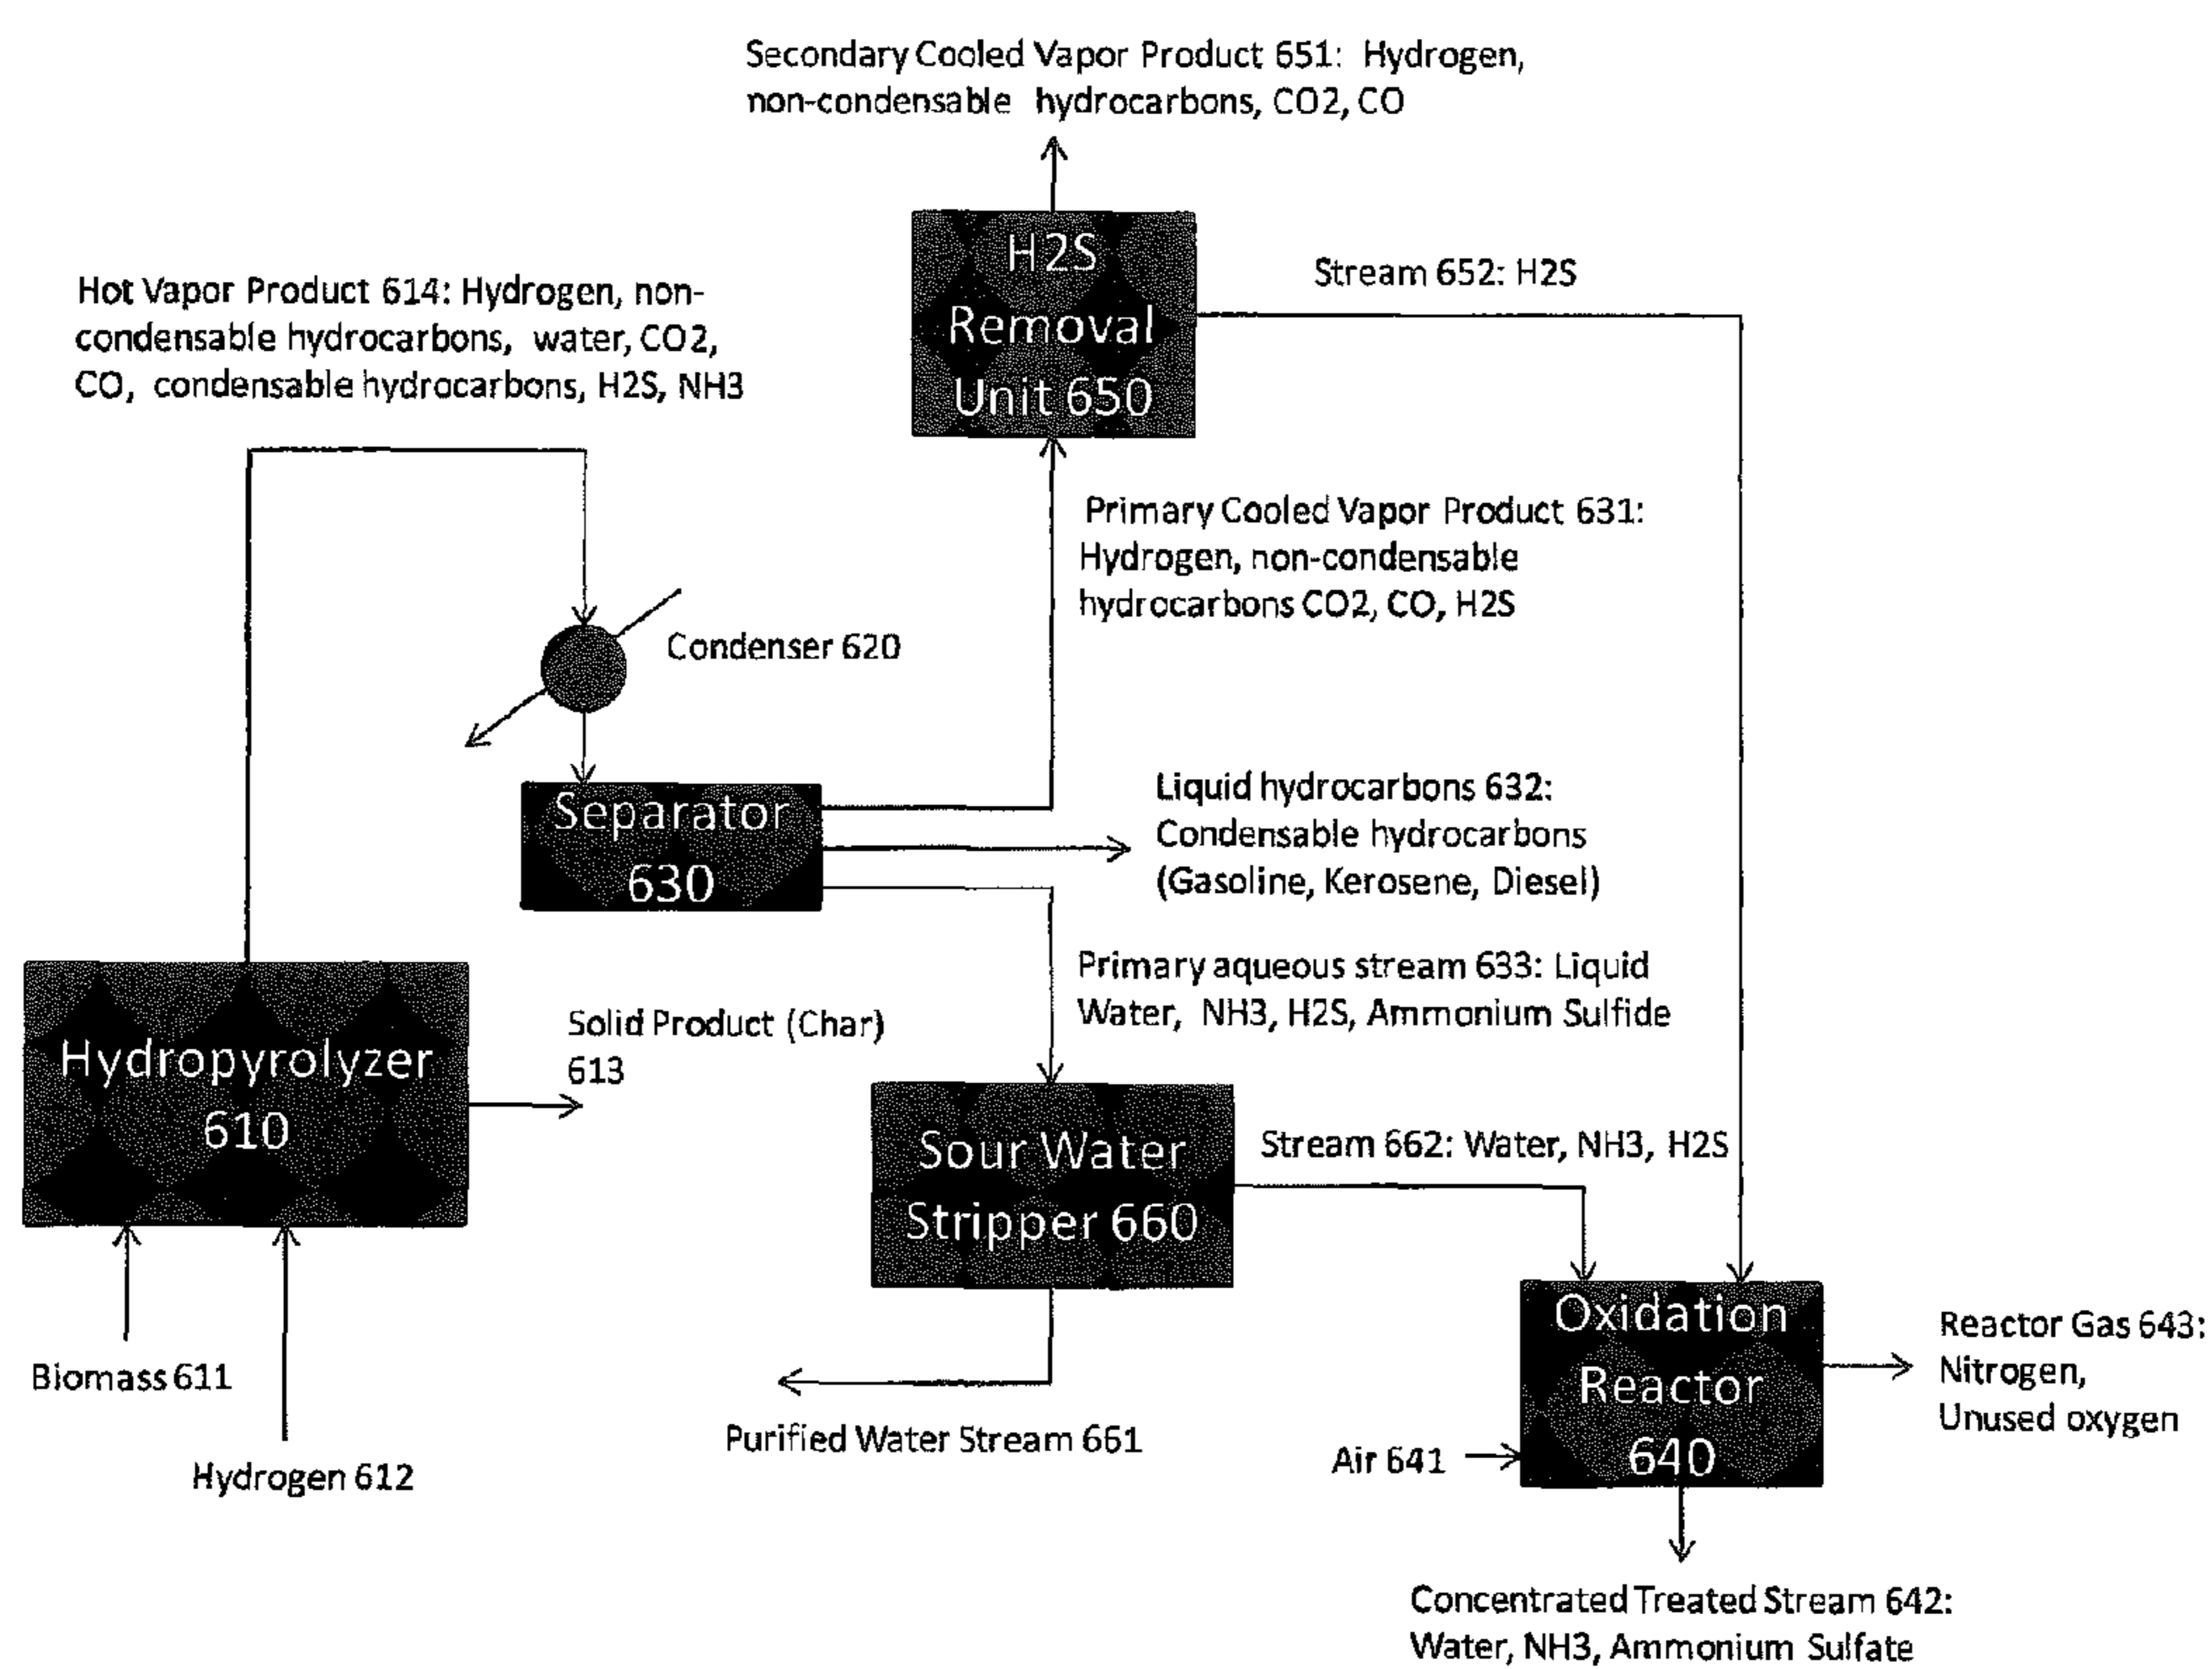 Secondary Cooled Vapor Product 651: Hydrogen,
non-condensable hydrocarbons, CO2, CO
H2S
Removal
Unit 650
Stream 652: H2S
Hot Vapor Product 614: Hydrogen, non-
condensable hydrocarbons, water, CO2,
CO, condensable hydrocarbons, H2S, NH3
Primary Cooled Vapor Product 631:
Hydrogen, non-condensable
hydrocarbons CO2, CO, H2S
Condenser 620
Separator
630
Liquid hydrocarbons 632:
Condensable hydrocarbons
(Gasoline, Kerosene, Diesel)
Primary aqueous stream 633: Liquid
Water, NH3, H2S, Ammonium Sulfide
Hydropyrolyzer
610
Solid Product (Char)
613
Sour Water
Stripper 660
Stream 662: Water, NH3, H2S
Biomass 611
Hydrogen 612
Purified Water Stream 661
Oxidation
Reactor
640
Air 641
Reactor Gas 643:
Nitrogen,
Unused oxygen
Concentrated Treated Stream 642:
Water, NH3, Ammonium Sulfate